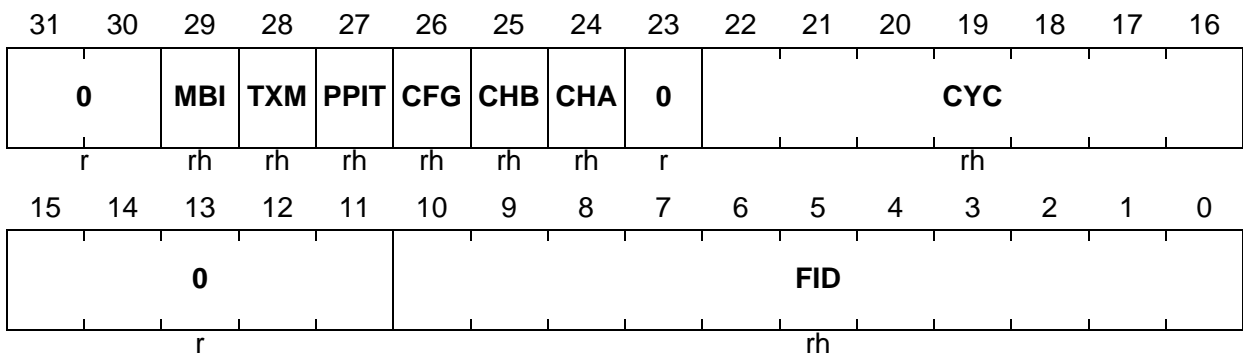 31 30 29 28 27 26 25 24 23 22 21 20 19 18 17 16
0 MBI TXM PPIT CFG CHB CHA 0 CYC
r rh rh rh rh rh rh r rh
15 14 13 12 11 10 9 8 7 6 5 4 3 2 1 0
0 FID
r rh